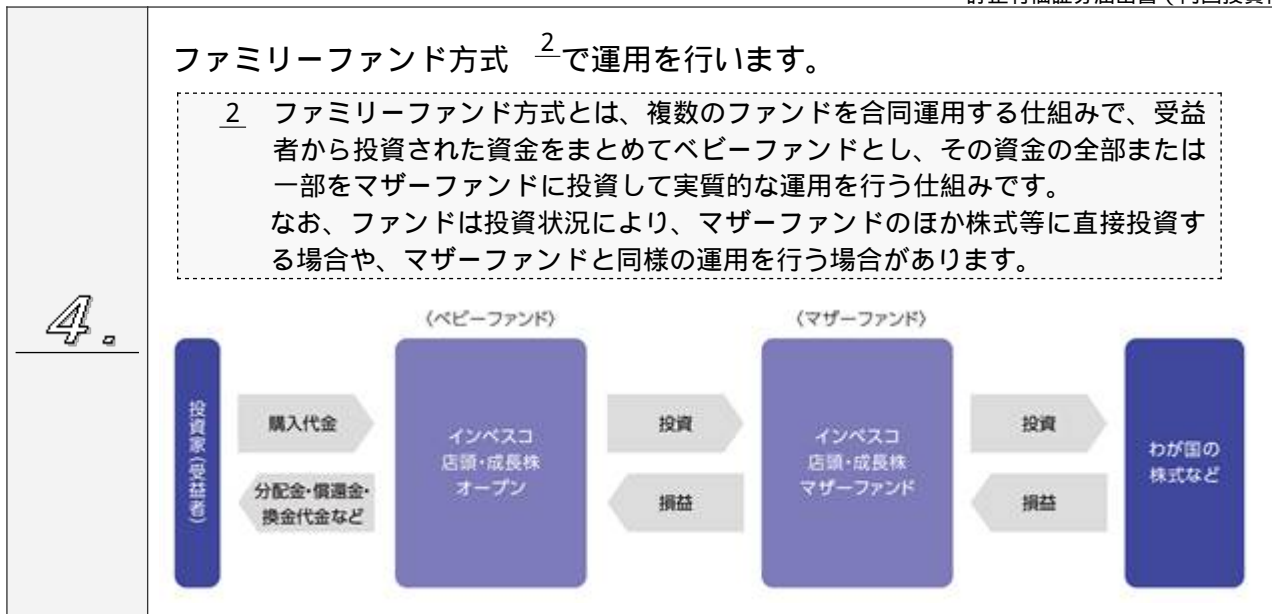 ファミリーファンド方式 2で運用を行います。
2 ファミリーファンド方式とは、複数のファンドを合同運用する仕組みで、受益
者から投資された資金をまとめてベビーファンドとし、その資金の全部または
一部をマザーファンドに投資して実質的な運用を行う仕組みです。
なお、ファンドは投資状況により、マザーファンドのほか株式等に直接投資す
る場合や、マザーファンドと同様の運用を行う場合があります。
4.
〈ベビーファンド〉
〈マザーファンド〉
投資家(受益者)
購入代金
分配金・償還金・
換金代金など
インベスコ
店頭・成長株
オープン
投資
損益
インベスコ
店頭・成長株
マザーファンド
投資
損益
わが国の
株式など